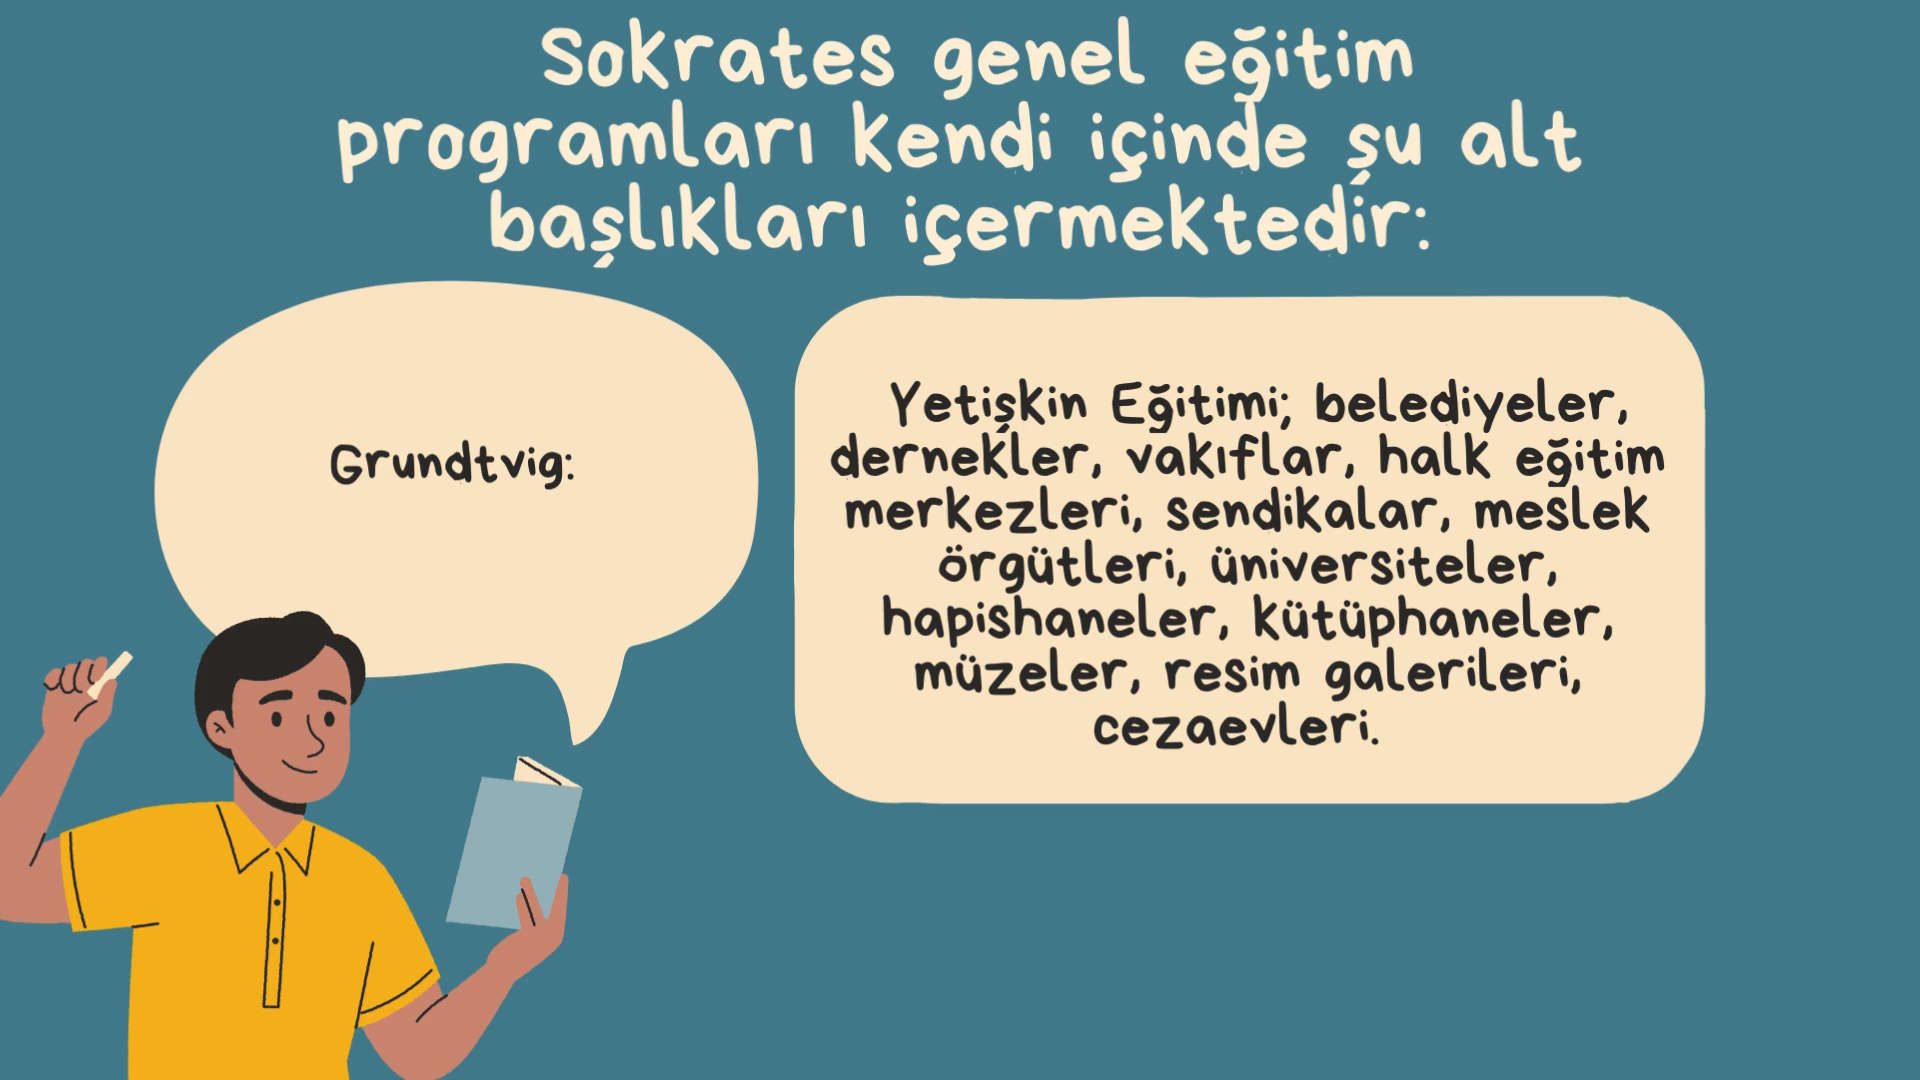 Sokrates genel eğitim
programları kendi içinde şu alt
başlıkları içermektedir:
Grundtvig:
Yetişkin Eğitimi; belediyeler,
dernekler, vakıflar, halk eğitim
merkezleri, sendikalar, meslek
örgütleri, üniversiteler,
hapishaneler, kütüphaneler,
müzeler, resim galerileri,
cezaevleri.